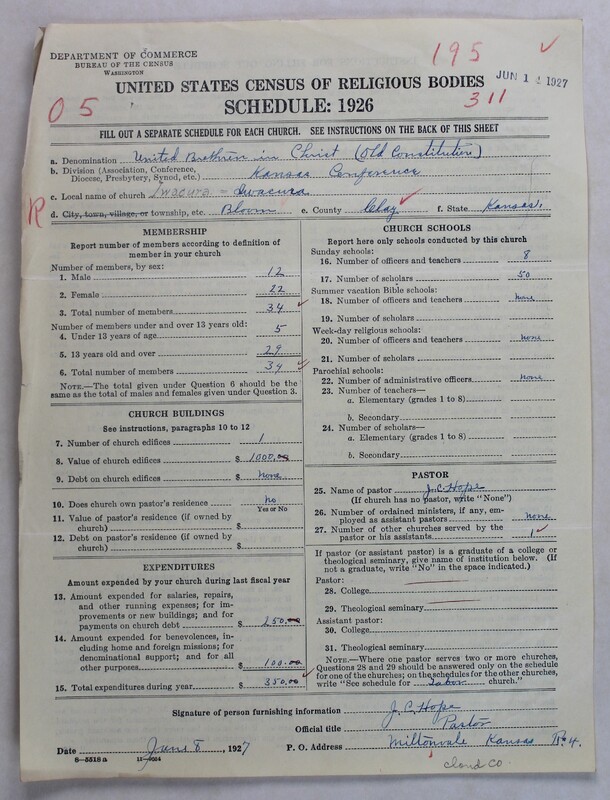 DEPARTMENT OF COMMERCE
BUREAU OF THE CENSUS
WASHINGTON
195
JUN 1 1927
UNITED STATES CENSUS OF RELIGIOUS BODIES
05
SCHEDULE: 1926
311
FILL OUT A SEPARATE SCHEDULE FOR EACH CHURCH. SEE INSTRUCTIONS ON THE BACK OF THIS SHEET
a. Denomination United Brethren in Christ (Old Constitution)
b. Division (Association, Conference, Diocese, Presbytery, Synod, etc.) Kansas Conference
c. Local name of church
R
d. City, town, village, or township, etc. Bloom e. County Clay f. State Kansas.
MEMBERSHIP
Report number of members according to definition of
member in your church
Number of members, by sex:
1. Male 12
2. Female 22
3. Total number of members 34
Number of members under and over 13 years old:
4. Under 13 years of age 5
5. 13 years old and over 29
6. Total number of members 34
NOTE.—The total given under Question 6 should be the
same as the total of males and females given under Question 3.
CHURCH BUILDINGS
See instructions, paragraphs 10 to 12
7. Number of church edifices 1
8. Value of church edifices $ 1000.00
9. Debt on church edifices $ None
10. Does church own pastor's residence? No
Yes or No
11. Value of pastor's residence (if owned by
church) $
12. Debt on pastor's residence (if owned by
church) $
EXPENDITURES
Amount expended by your church during last fiscal year
13. Amount expended for salaries, repairs,
and other running expenses; for im-
provements or new buildings; and for
payments on church debt $ 250.00
14. Amount expended for benevolences, in-
cluding home and foreign missions; for
denominational support; and for all
other purposes $ 100.00
15. Total expenditures during year $ 350.00
CHURCH SCHOOLS
Report here only schools conducted by this church
Sunday schools:
16. Number of officers and teachers 8
17. Number of scholars 50
Summer vacation Bible schools:
18. Number of officers and teachers none
19. Number of scholars
Week-day religious schools:
20. Number of officers and teachers none
21. Number of scholars
Parochial schools:
22. Number of administrative officers none
23. Number of teachers—
a. Elementary (grades 1 to 8)
b. Secondary
24. Number of scholars—
a. Elementary (grades 1 to 8)
b. Secondary
PASTOR
25. Name of pastor J.C. Hope
(If church has no pastor, write "None")
26. Number of ordained ministers, if any, em-
ployed as assistant pastors none
27. Number of other churches served by the
pastor or his assistants 1
If pastor (or assistant pastor) is a graduate of a college or
theological seminary, give name of institution below. (If
not a graduate, write "No" in the space indicated.)
Pastor:
28. College
29. Theological seminary
Assistant pastor:
30. College
31. Theological seminary
NOTE.—Where one pastor serves two or more churches,
Questions 28 and 29 should be answered only on the schedule
for one of the churches; on the schedules for the other churches,
write "See schedule for Tabor church."
Signature of person furnishing information J. C. Hope
Official title Pastor
Date June 8, 1927 P. O. Address Miltonvale Kansas R.4.
8-5518 a
Cloud Co.